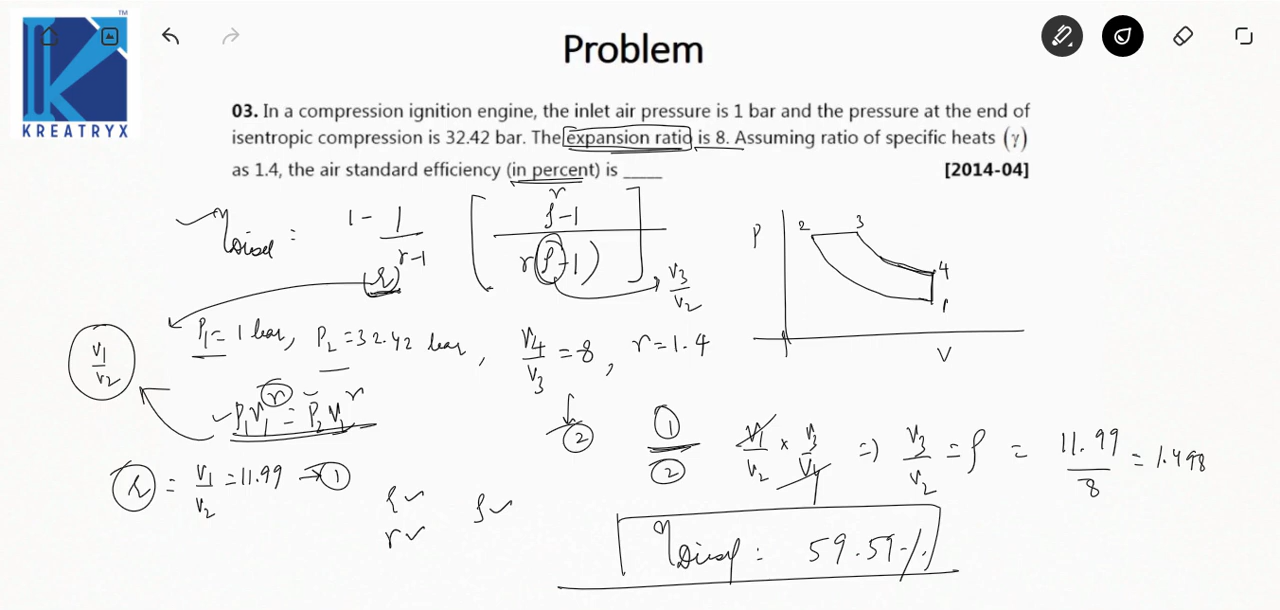 TM
KREATRYX
Problem
03. In a compression ignition engine, the inlet air pressure is 1 bar and the pressure at the end of
isentropic compression is 32.42 bar. The expansion ratio is 8. Assuming ratio of specific heats (γ)
as 1.4, the air standard efficiency (in percent) is ____ [2014-04]
η_Diesel = 1 - 1/(r)^(γ-1) [ (ρ^γ - 1) / (γ(ρ-1)) ]
V3/V2
P
2 3
4
1
V
V1/V2
P1 = 1 bar, P2 = 32.42 bar, V4/V3 = 8, γ = 1.4
P1V1^γ = P2V2^γ
②
①/② V1/V2 × V3/V4 => V3/V2 = ρ = 11.99/8 = 1.498
r = V1/V2 = 11.99 → ①
r✓ ρ✓
γ✓
η_Diesel = 59.59%